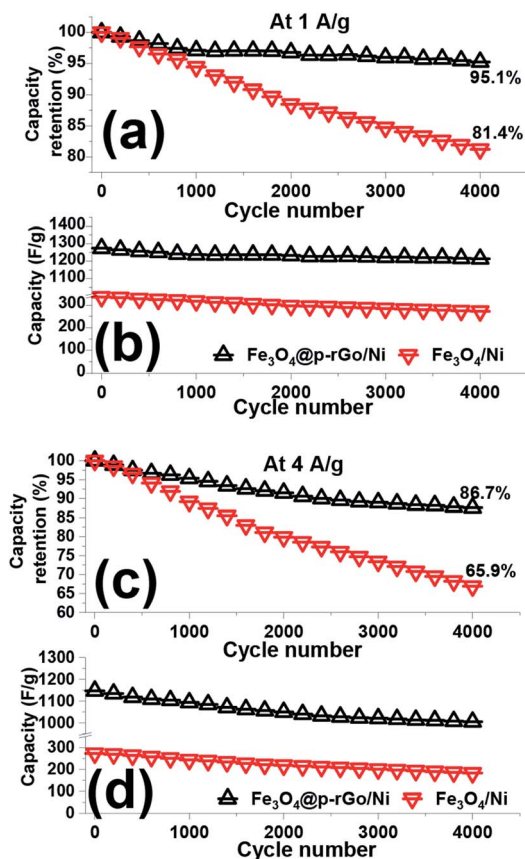 At 1 A/g
Capacity
retention (%)
100
95
90
85
80
95.1%
81.4%
(a)
0 1000 2000 3000 4000
Cycle number
Capacity (F/g)
1400
1300
1200
1100
300
200
100
0
(b)
Fe₃O₄@p-rGo/Ni Fe₃O₄/Ni
0 1000 2000 3000 4000
Cycle number
At 4 A/g
Capacity
retention (%)
100
95
90
85
80
75
70
65
60
86.7%
65.9%
(c)
0 1000 2000 3000 4000
Cycle number
Capacity (F/g)
1300
1200
1100
1000
300
200
100
0
(d)
Fe₃O₄@p-rGo/Ni Fe₃O₄/Ni
0 1000 2000 3000 4000
Cycle number